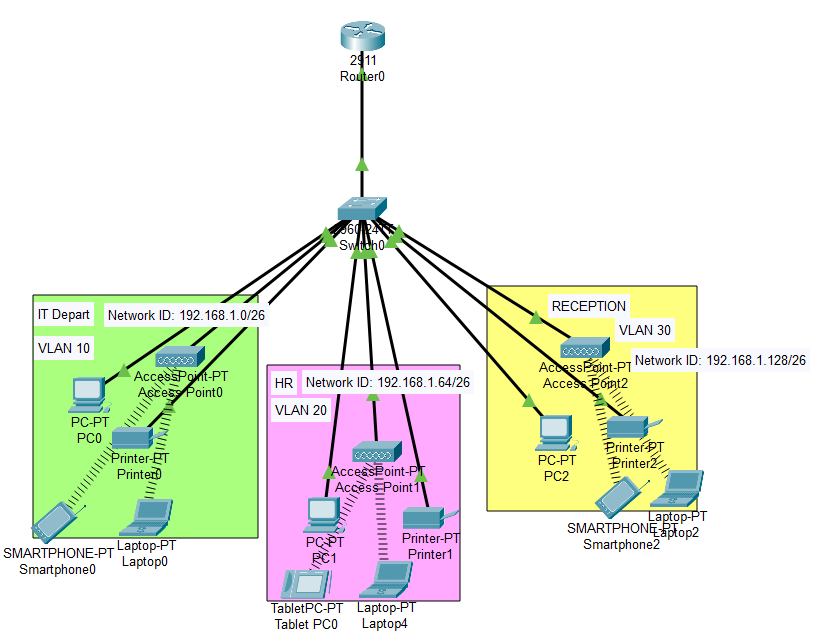 2911
Router0
Switch0
IT Depart
Network ID: 192.168.1.0/26
VLAN 10
AccessPoint-PT
Access Point0
PC-PT
PC0
Printer-PT
Printer0
SMARTPHONE-PT
Smartphone0
Laptop-PT
Laptop0
HR
Network ID: 192.168.1.64/26
VLAN 20
AccessPoint-PT
Access Point1
PC-PT
PC1
Printer-PT
Printer1
TabletPC-PT
Tablet PC0
Laptop-PT
Laptop4
RECEPTION
VLAN 30
Network ID: 192.168.1.128/26
AccessPoint-PT
Access Point2
PC-PT
PC2
Printer-PT
Printer2
SMARTPHONE-PT
Smartphone2
Laptop-PT
Laptop2